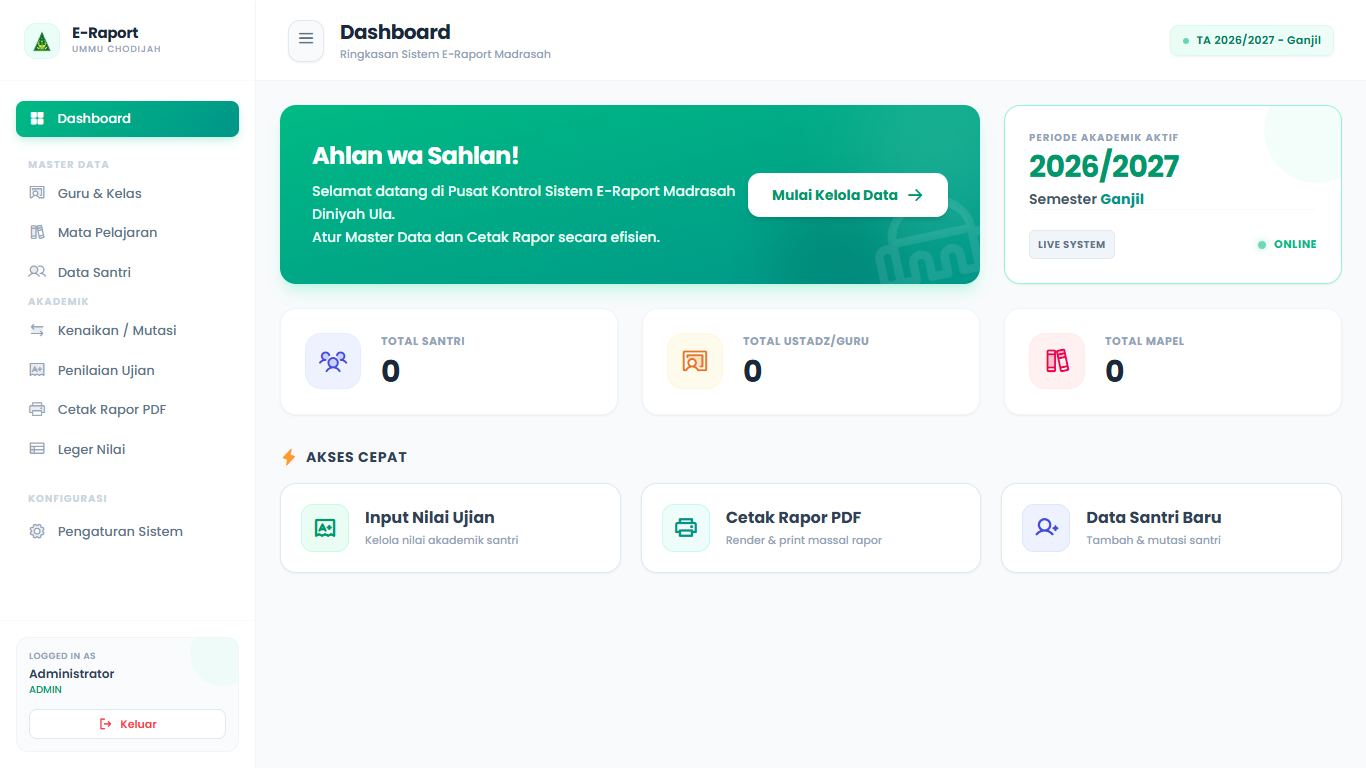 E-Raport
UMMU CHODIJAH
Dashboard
MASTER DATA
Guru & Kelas
Mata Pelajaran
Data Santri
AKADEMIK
Kenaikan / Mutasi
Penilaian Ujian
Cetak Rapor PDF
Leger Nilai
KONFIGURASI
Pengaturan Sistem
LOGGED IN AS
Administrator
ADMIN
Keluar
Dashboard
Ringkasan Sistem E-Raport Madrasah
TA 2026/2027 - Ganjil
Ahlan wa Sahlan!
Selamat datang di Pusat Kontrol Sistem E-Raport Madrasah
Diniyah Ula.
Atur Master Data dan Cetak Rapor secara efisien.
Mulai Kelola Data
PERIODE AKADEMIK AKTIF
2026/2027
Semester Ganjil
LIVE SYSTEM
ONLINE
TOTAL SANTRI
0
TOTAL USTADZ/GURU
0
TOTAL MAPEL
0
AKSES CEPAT
Input Nilai Ujian
Kelola nilai akademik santri
Cetak Rapor PDF
Render & print massal rapor
Data Santri Baru
Tambah & mutasi santri